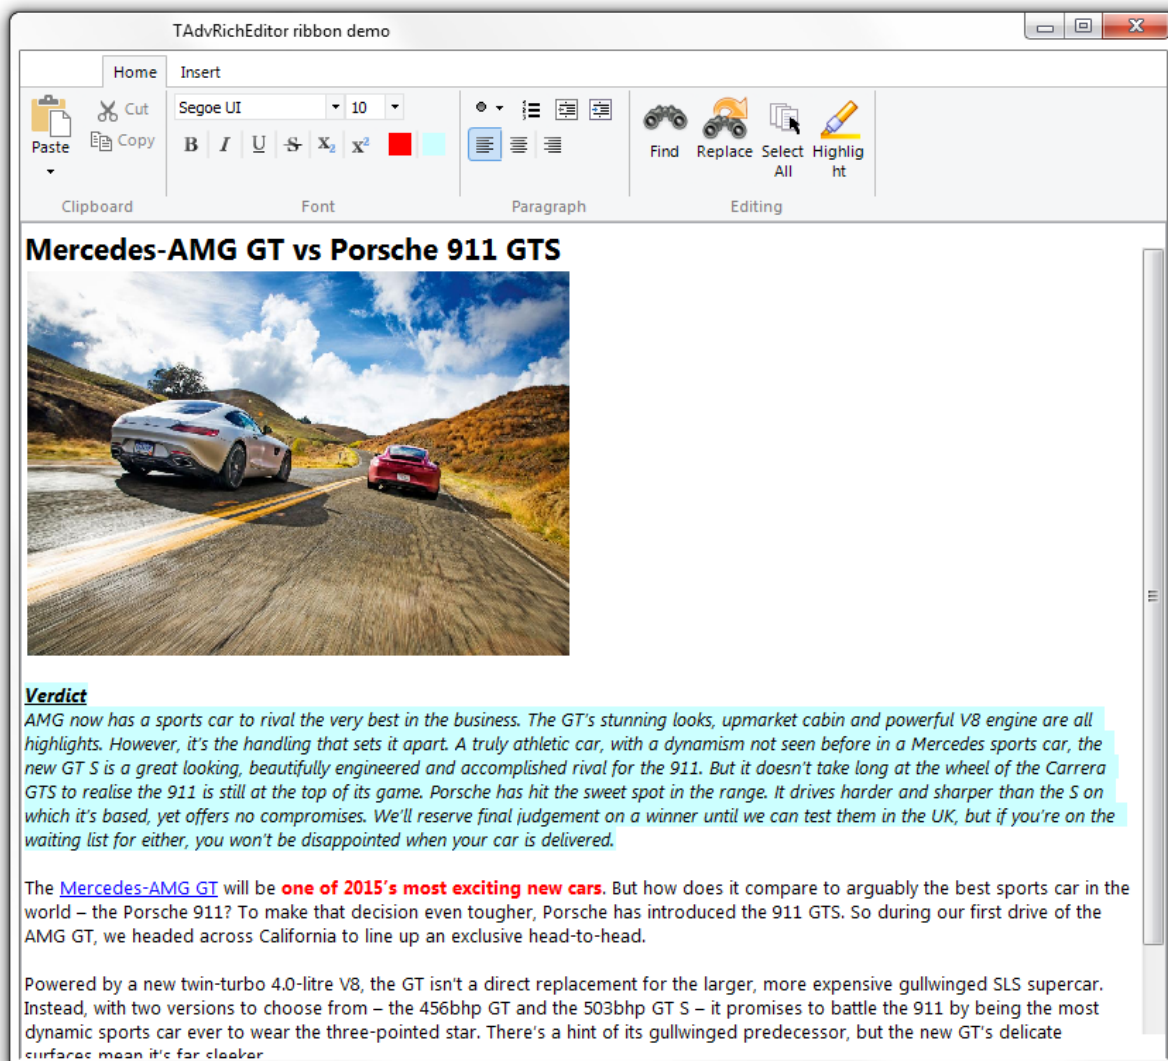 TAdvRichEditor ribbon demo
Home Insert
Segoe UI 10
Cut
Copy
Paste
B I U S X₂ X²
Find Replace Select All Highlig
ht
Clipboard Font Paragraph Editing
Mercedes-AMG GT vs Porsche 911 GTS
Verdict
AMG now has a sports car to rival the very best in the business. The GT's stunning looks, upmarket cabin and powerful V8 engine are all
highlights. However, it's the handling that sets it apart. A truly athletic car, with a dynamism not seen before in a Mercedes sports car, the
new GT S is a great looking, beautifully engineered and accomplished rival for the 911. But it doesn't take long at the wheel of the Carrera
GTS to realise the 911 is still at the top of its game. Porsche has hit the sweet spot in the range. It drives harder and sharper than the S on
which it's based, yet offers no compromises. We'll reserve final judgement on a winner until we can test them in the UK, but if you're on the
waiting list for either, you won't be disappointed when your car is delivered.
The Mercedes-AMG GT will be one of 2015's most exciting new cars. But how does it compare to arguably the best sports car in the
world – the Porsche 911? To make that decision even tougher, Porsche has introduced the 911 GTS. So during our first drive of the
AMG GT, we headed across California to line up an exclusive head-to-head.
Powered by a new twin-turbo 4.0-litre V8, the GT isn't a direct replacement for the larger, more expensive gullwinged SLS supercar.
Instead, with two versions to choose from – the 456bhp GT and the 503bhp GT S – it promises to battle the 911 by being the most
dynamic sports car ever to wear the three-pointed star. There's a hint of its gullwinged predecessor, but the new GT's delicate
surfaces mean it's far sleeker.